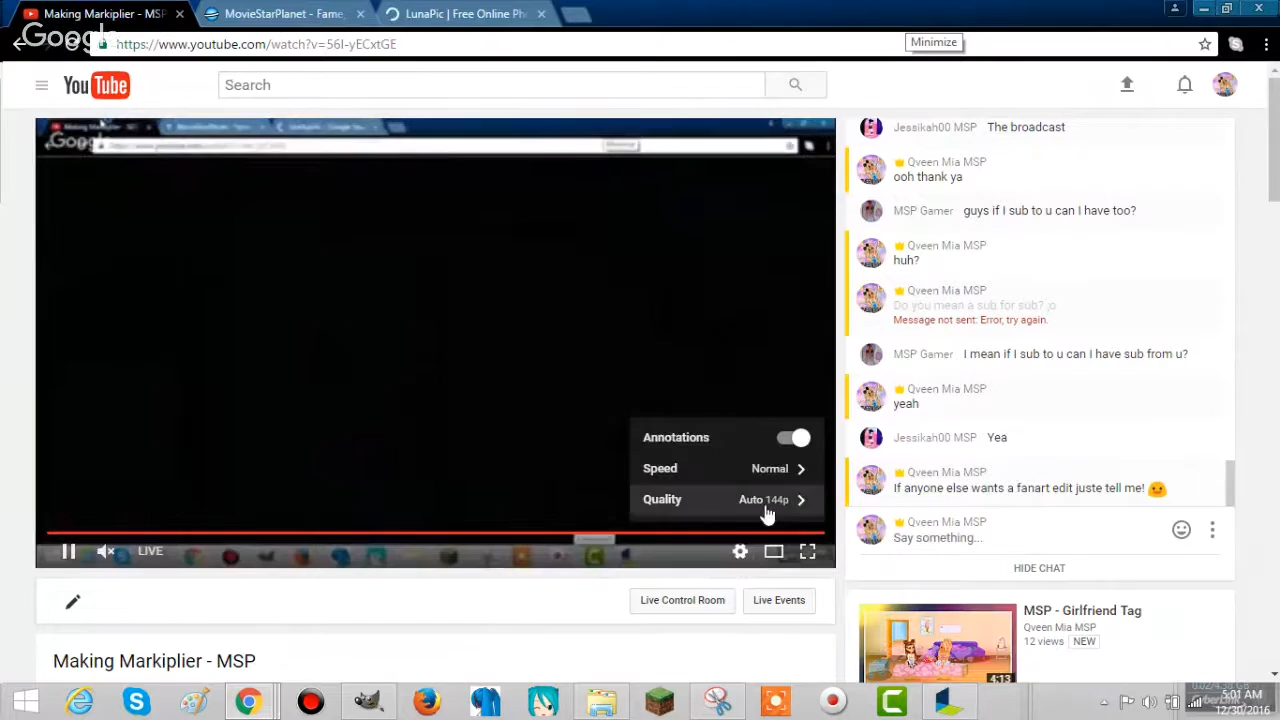 Making Markiplier - MSP
MovieStarPlanet - Fame,
LunaPic | Free Online Ph
Google
https://www.youtube.com/watch?v=56I-yECxtGE
Minimize
YouTube
Search
Jessikah00 MSP The broadcast
Qveen Mia MSP
ooh thank ya
MSP Gamer guys if I sub to u can I have too?
Qveen Mia MSP
huh?
Qveen Mia MSP
Do you mean a sub for sub? ;o
Message not sent: Error, try again.
MSP Gamer I mean if I sub to u can I have sub from u?
Qveen Mia MSP
yeah
Jessikah00 MSP Yea
Qveen Mia MSP
If anyone else wants a fanart edit juste tell me!
Qveen Mia MSP
Say something...
HIDE CHAT
Google
Annotations
Speed Normal
Quality Auto 144p
LIVE
Live Control Room
Live Events
Making Markiplier - MSP
MSP - Girlfriend Tag
Qveen Mia MSP
12 views NEW
4:13
5:01 AM
12/30/2016